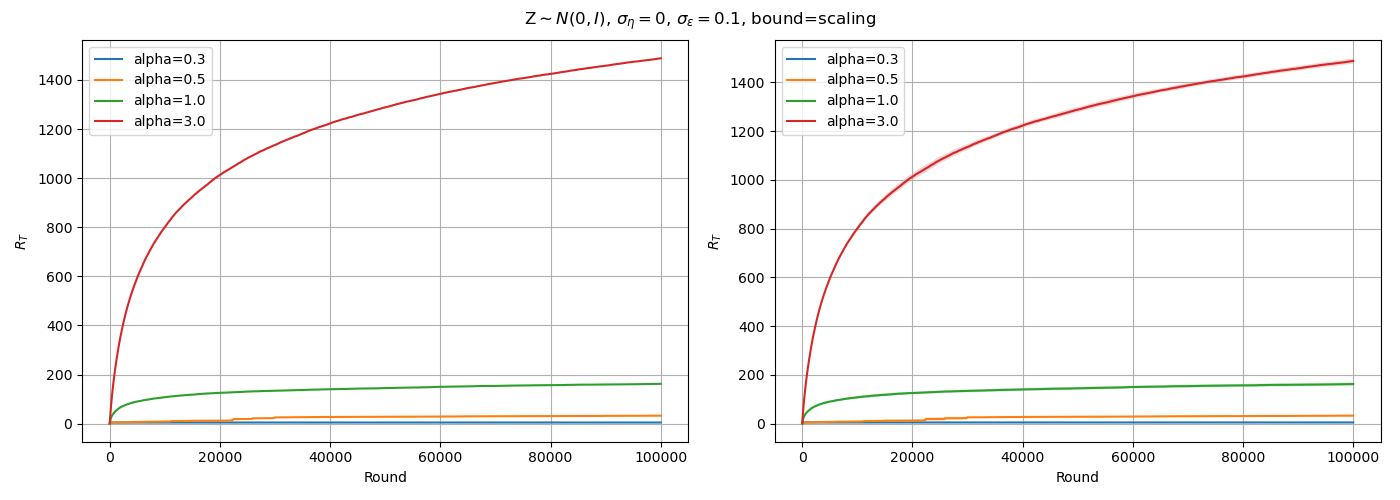 Z ∼ N(0, I), σ_η = 0, σ_ε = 0.1, bound=scaling
alpha=0.3
alpha=0.5
alpha=1.0
alpha=3.0
1400
1200
1000
800
600
400
200
0
R_T
0
20000
40000
60000
80000
100000
Round
alpha=0.3
alpha=0.5
alpha=1.0
alpha=3.0
1400
1200
1000
800
600
400
200
0
R_T
0
20000
40000
60000
80000
100000
Round